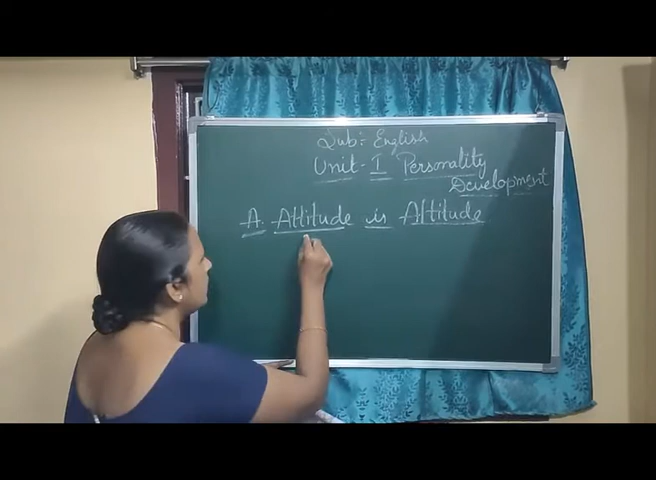 Sub: English
Unit - I Personality
Development
A. Attitude is Altitude